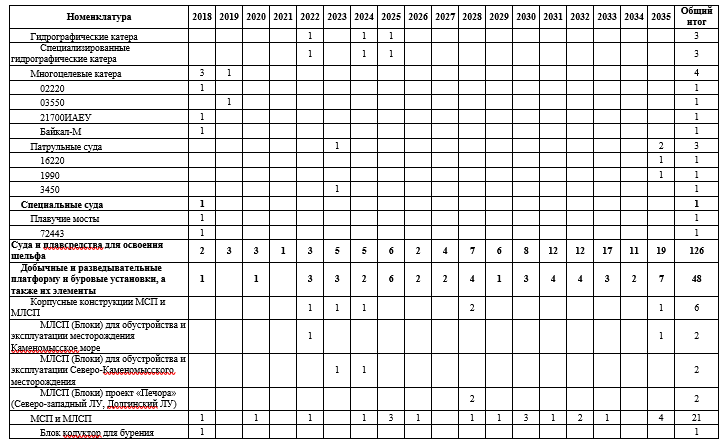 Номенклатура 2018 2019 2020 2021 2022 2023 2024 2025 2026 2027 2028 2029 2030 2031 2032 2033 2034 2035 Общий
итог
Гидрографические катера 1 1 1 3
Специализированные
гидрографические катера 1 1 1 3
Многоцелевые катера 3 1 4
02220 1 1
03550 1 1
21700ИАЕУ 1 1
Байкал-М 1 1
Патрульные суда 1 2 3
16220 1 1
1990 1 1
3450 1 1
Специальные суда 1 1
Плавучие мосты 1 1
72443 1 1
Суда и плавсредства для освоения
шельфа 2 3 3 1 3 5 5 6 2 4 7 6 8 12 12 17 11 19 126
Добычные и разведывательные
платформу и буровые установки, а
также их элементы 1 1 3 3 2 6 2 2 4 1 3 4 4 3 2 7 48
Корпусные конструкции МСП и
МЛСП 1 1 1 2 1 6
МЛСП (Блоки) для обустройства и
эксплуатации месторождения
Каменомысское море 1 1 2
МЛСП (Блоки) для обустройства и
эксплуатации Северо-Каменомысского
месторождения 1 1 2
МЛСП (Блоки) проект «Печора»
(Северо-западный ЛУ, Долгинский ЛУ) 2 2
МСП и МЛСП 1 1 1 1 3 1 1 1 3 1 2 1 4 21
Блок кодуктор для бурения 1 1